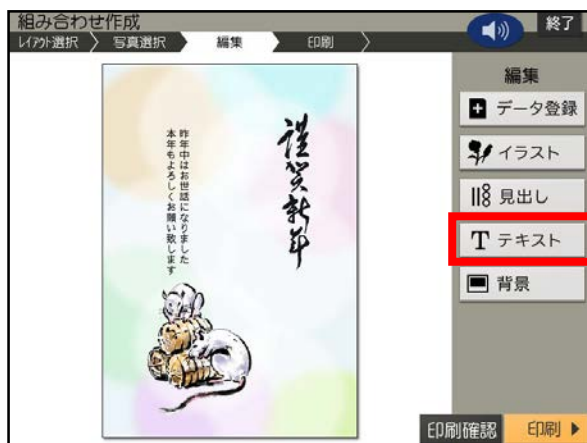 組み合わせ作成
終了
ﾚｲｱｳﾄ選択
写真選択
編集
印刷
謹賀新年
昨年中はお世話になりました
本年もよろしくお願い致します
編集
データ登録
イラスト
見出し
T テキスト
背景
印刷確認
印刷